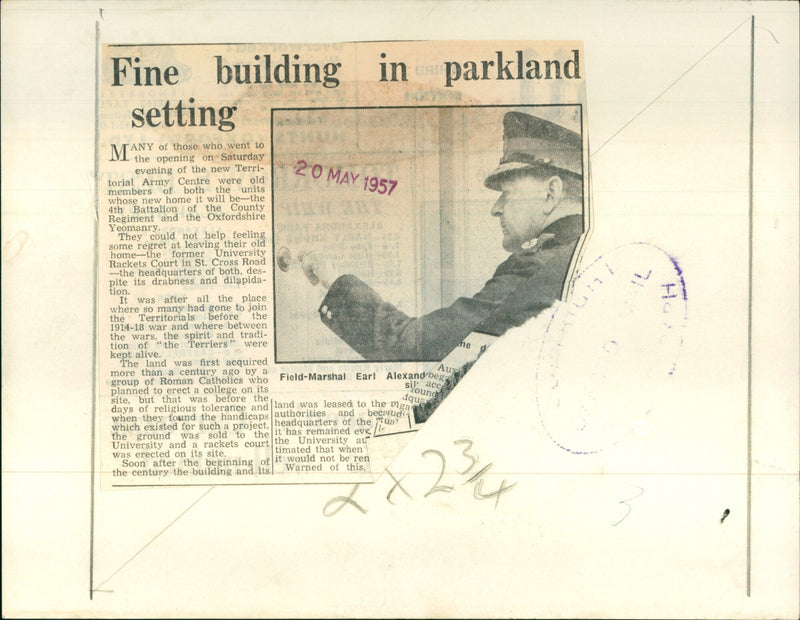 Fine building in parkland
setting
MANY of those who went to
the opening on Saturday
evening of the new Terri-
torial Army Centre were old
members of both the units
whose new home it will be—the
4th Battalion of the County
Regiment and the Oxfordshire
Yeomanry.
They could not help feeling
some regret at leaving their old
home—the former University
Rackets Court in St. Cross Road
—the headquarters of both, des-
pite its drabness and dilapida-
tion.
It was after all the place
where so many had gone to join
the Territorials before the
1914-18 war and where between
the wars, the spirit and tradi-
tion of "the Terriers" were
kept alive.
The land was first acquired
more than a century ago by a
group of Roman Catholics who
planned to erect a college on its
site, but that was before the
days of religious tolerance and
when they found the handicaps
which existed for such a project,
the ground was sold to the
University and a rackets court
was erected on its site.
Soon after the beginning of
the century the building and its
20 MAY 1957
Field-Marshal Earl Alexand
land was leased to the
authorities and bec
headquarters of the
it has remained eve
the University at
timated that when
it would not be ren
Warned of this,
2 3/4
3